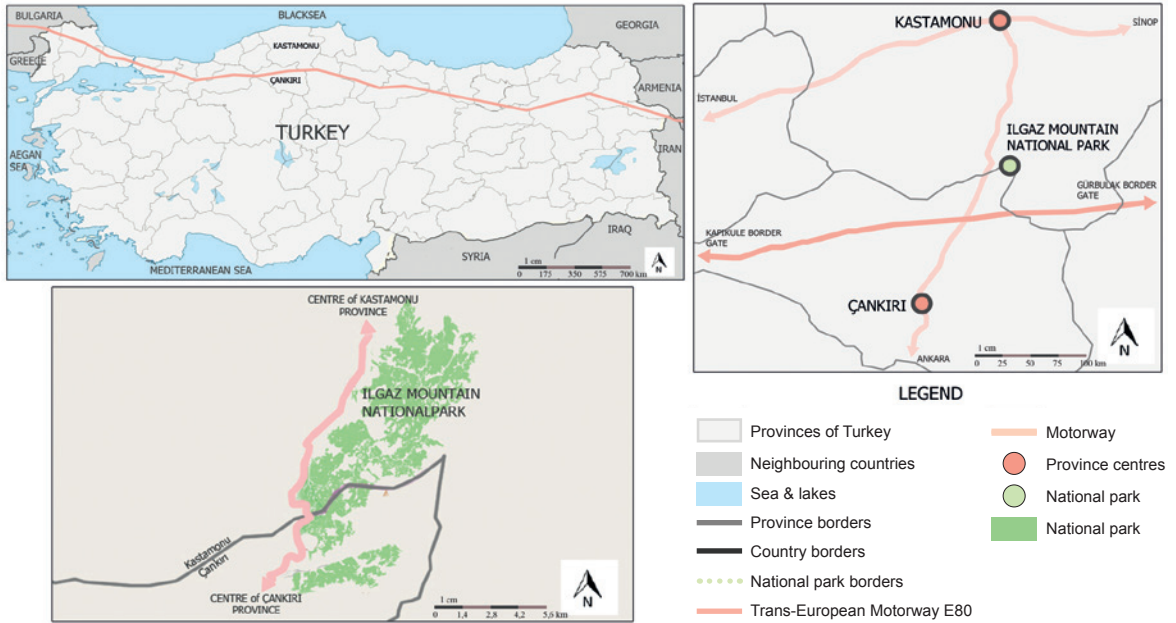 BULGARIA
BLACKSEA
GEORGIA
KASTAMONU
GREECE
ÇANKIRI
ARMENIA
TURKEY
AEGAN
SEA
IRAN
IRAQ
SYRIA
MEDITERRANEAN SEA
1 cm
0 175 350 575 700 km
N
KASTAMONU
SİNOP
İSTANBUL
ILGAZ MOUNTAIN
NATIONAL PARK
GÜRBULAK BORDER
GATE
KAPIKULE BORDER
GATE
ÇANKIRI
ANKARA
1 cm
0 25 50 75 100 km
N
CENTRE of KASTAMONU
PROVINCE
ILGAZ MOUNTAIN
NATIONALPARK
Kastamonu
Çankırı
CENTRE of ÇANKIRI
PROVINCE
1 cm
0 1,4 2,8 4,2 5,6 km
N
LEGEND
Provinces of Turkey
Neighbouring countries
Sea & lakes
Province borders
Country borders
National park borders
Trans-European Motorway E80
Motorway
Province centres
National park
National park